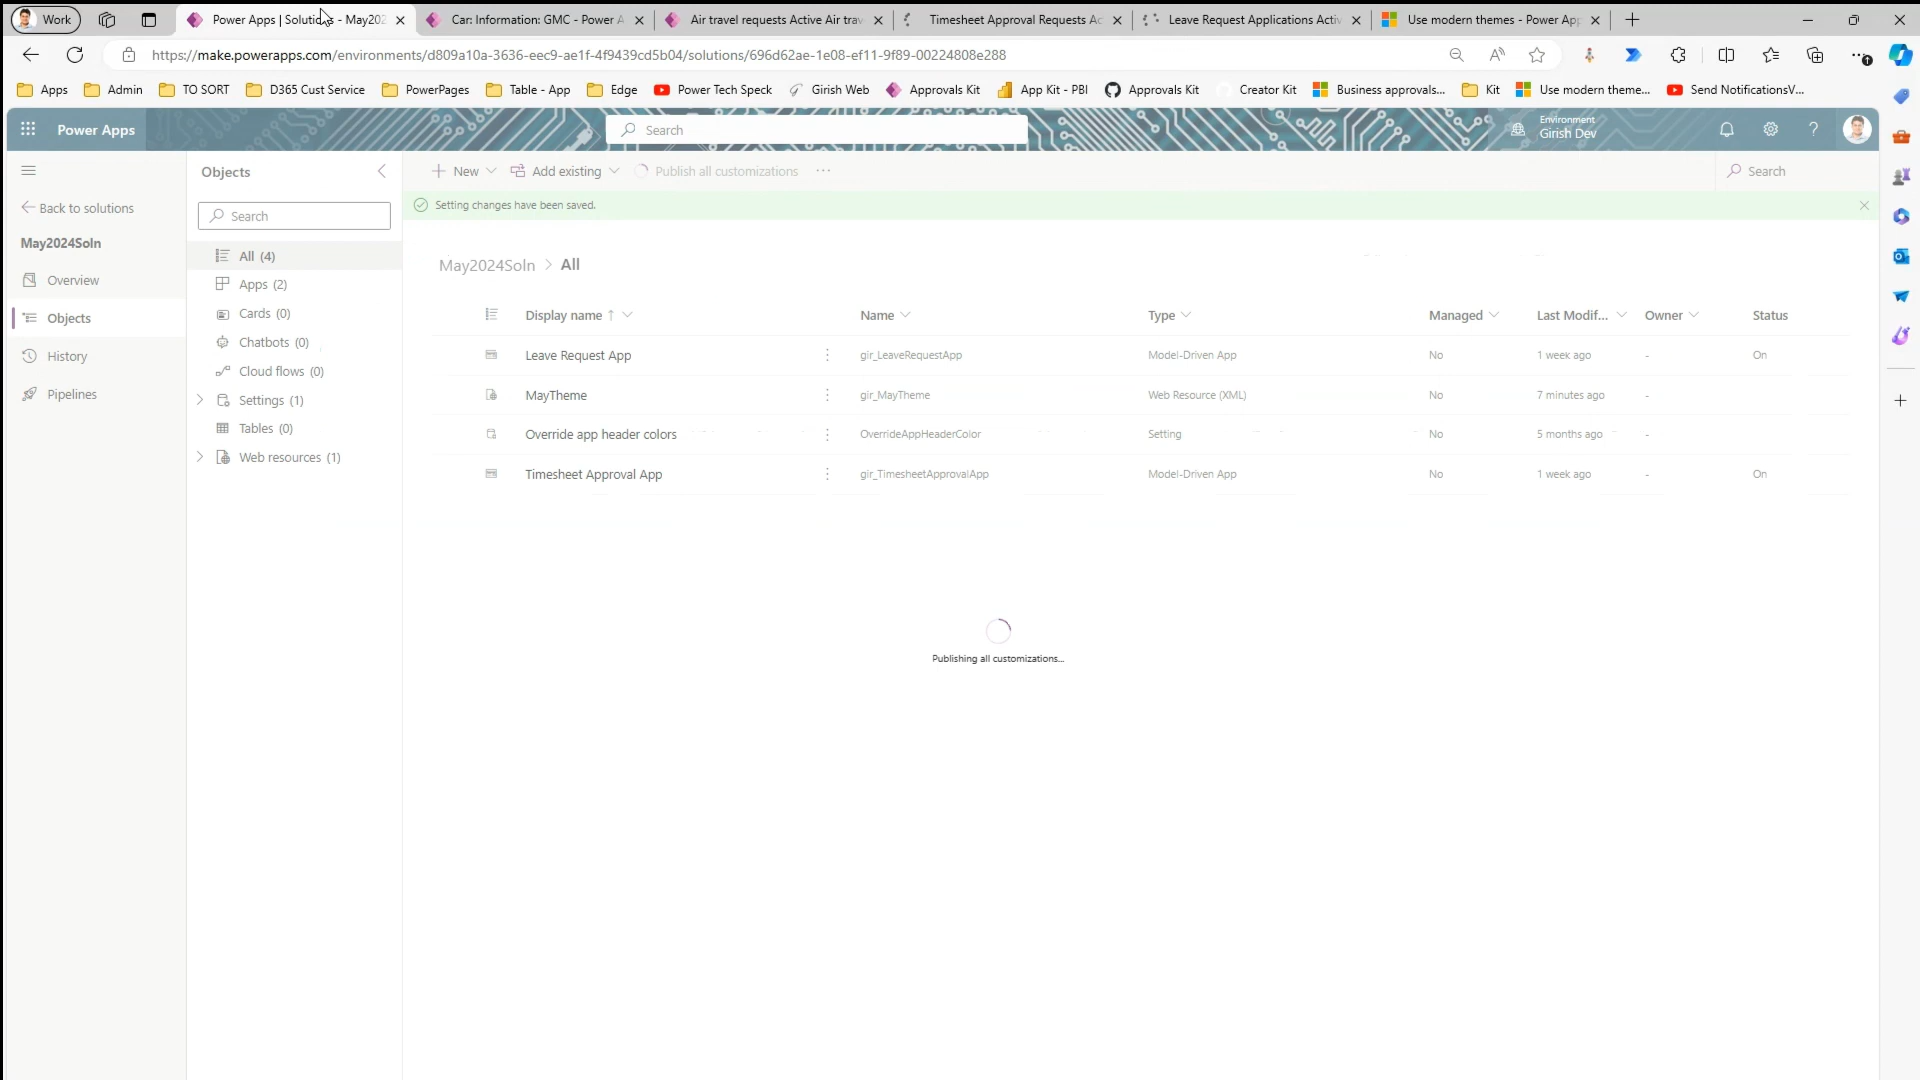 Work
Power Apps | Solutions - May202
Car: Information: GMC - Power A
Air travel requests Active Air trav
Timesheet Approval Requests Ac
Leave Request Applications Activ
Use modern themes - Power App
https://make.powerapps.com/environments/d809a10a-3636-eec9-ae1f-4f9439cd5b04/solutions/696d62ae-1e08-ef11-9f89-00224808e288
Apps
Admin
TO SORT
D365 Cust Service
PowerPages
Table - App
Edge
Power Tech Speck
Girish Web
Approvals Kit
App Kit - PBI
Approvals Kit
Creator Kit
Business approvals...
Kit
Use modern theme...
Send NotificationsV...
Power Apps
Search
Environment
Girish Dev
Back to solutions
May2024Soln
Overview
Objects
History
Pipelines
Objects
Search
All (4)
Apps (2)
Cards (0)
Chatbots (0)
Cloud flows (0)
Settings (1)
Tables (0)
Web resources (1)
New
Add existing
Publish all customizations
Search
Setting changes have been saved.
May2024Soln > All
Display name ↑ Name Type Managed Last Modif... Owner Status
Leave Request App gir_LeaveRequestApp Model-Driven App No 1 week ago - On
MayTheme gir_MayTheme Web Resource (XML) No 7 minutes ago -
Override app header colors OverrideAppHeaderColor Setting No 5 months ago -
Timesheet Approval App gir_TimesheetApprovalApp Model-Driven App No 1 week ago - On
Publishing all customizations...